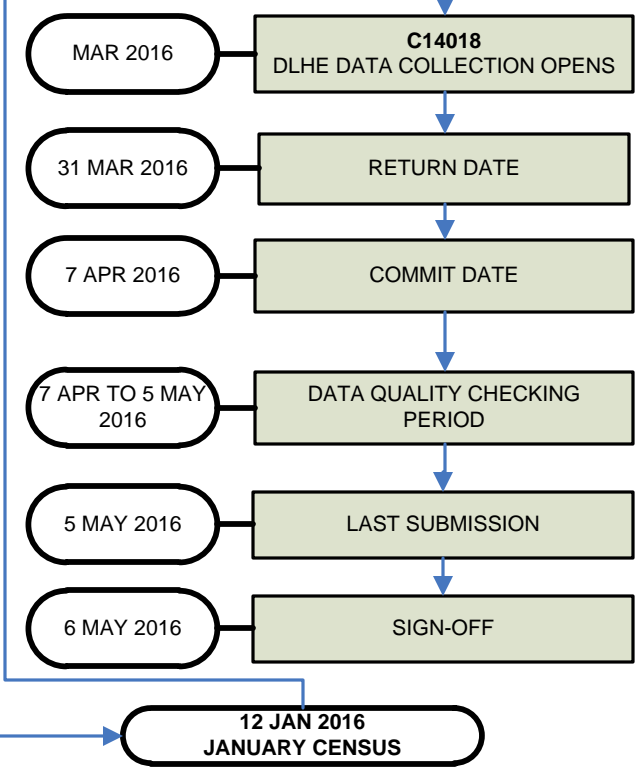 MAR 2016
C14018
DLHE DATA COLLECTION OPENS
31 MAR 2016
RETURN DATE
7 APR 2016
COMMIT DATE
7 APR TO 5 MAY
2016
DATA QUALITY CHECKING
PERIOD
5 MAY 2016
LAST SUBMISSION
6 MAY 2016
SIGN-OFF
12 JAN 2016
JANUARY CENSUS